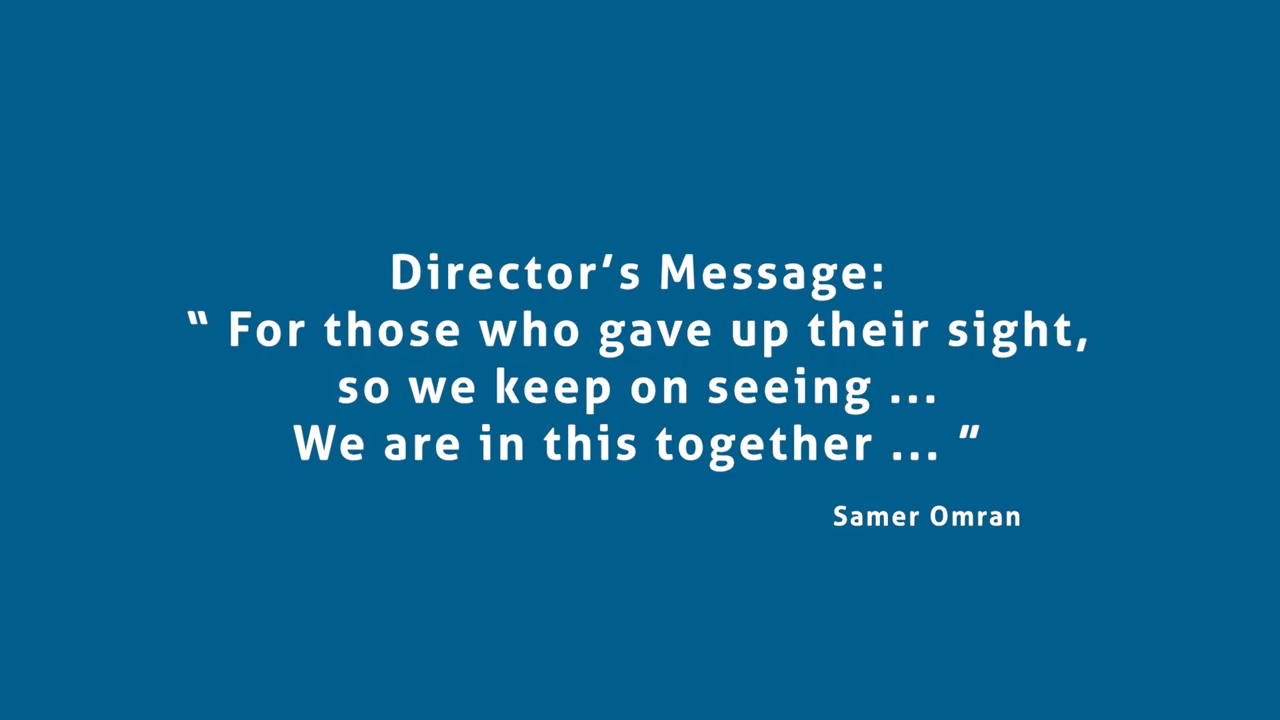 Director’s Message:
“ For those who gave up their sight,
so we keep on seeing ...
We are in this together ... ”
Samer Omran